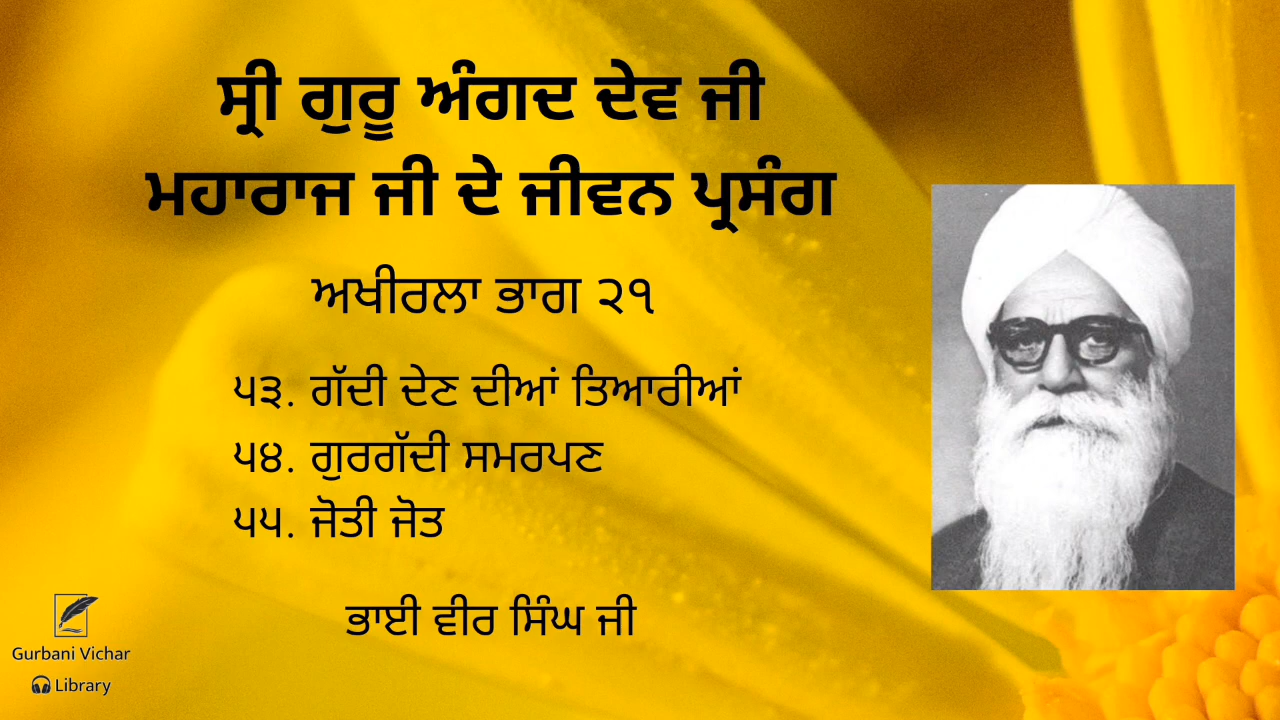 ਸ੍ਰੀ ਗੁਰੂ ਅੰਗਦ ਦੇਵ ਜੀ
ਮਹਾਰਾਜ ਜੀ ਦੇ ਜੀਵਨ ਪ੍ਰਸੰਗ
ਅਖੀਰਲਾ ਭਾਗ ੨੧
੫੩. ਗੱਦੀ ਦੇਣ ਦੀਆਂ ਤਿਆਰੀਆਂ
੫੪. ਗੁਰਗੱਦੀ ਸਮਰਪਣ
੫੫. ਜੋਤੀ ਜੋਤ
ਭਾਈ ਵੀਰ ਸਿੰਘ ਜੀ
Gurbani Vichar
Library